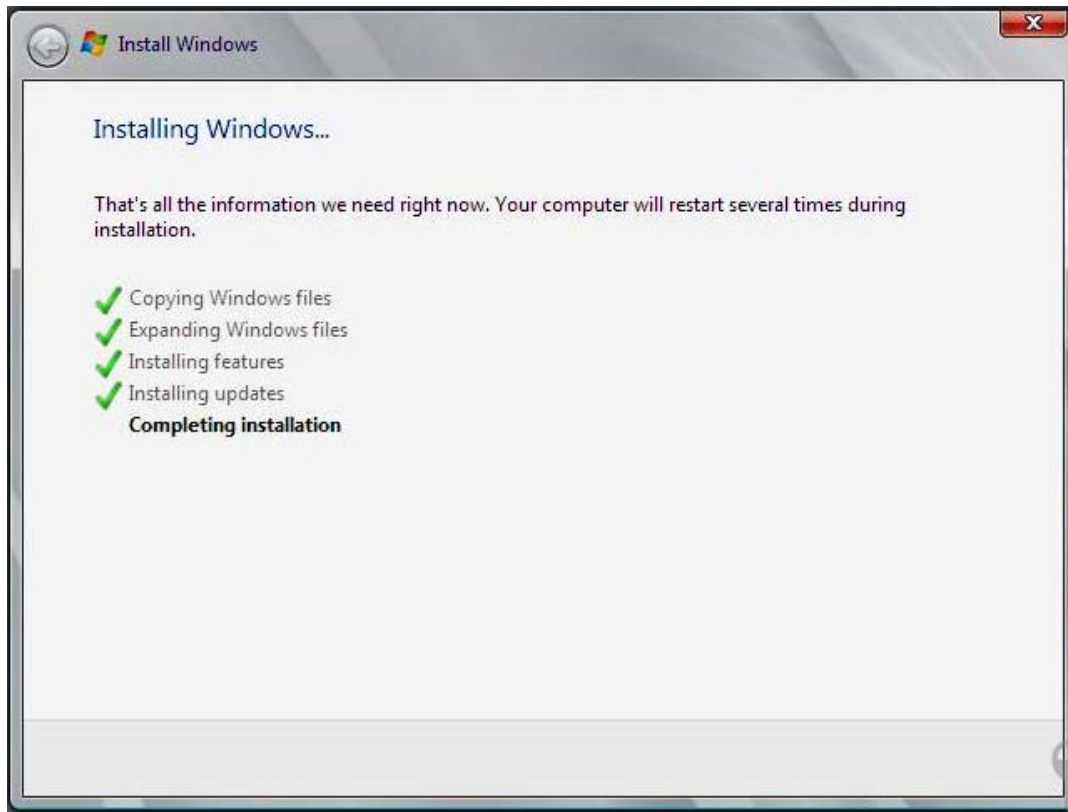 Install Windows
Installing Windows...
That's all the information we need right now. Your computer will restart several times during
installation.
Copying Windows files
Expanding Windows files
Installing features
Installing updates
Completing installation